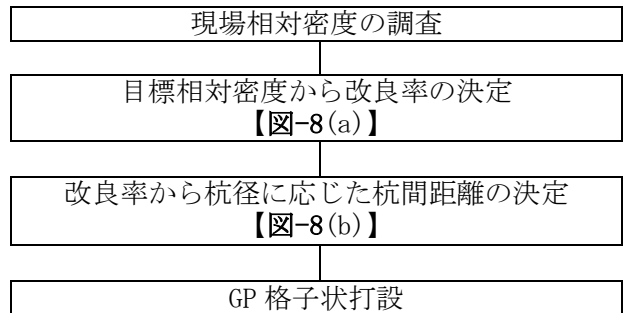 現場相対密度の調査
目標相対密度から改良率の決定
【図-8(a)】
改良率から杭径に応じた杭間距離の決定
【図-8(b)】
GP 格子状打設